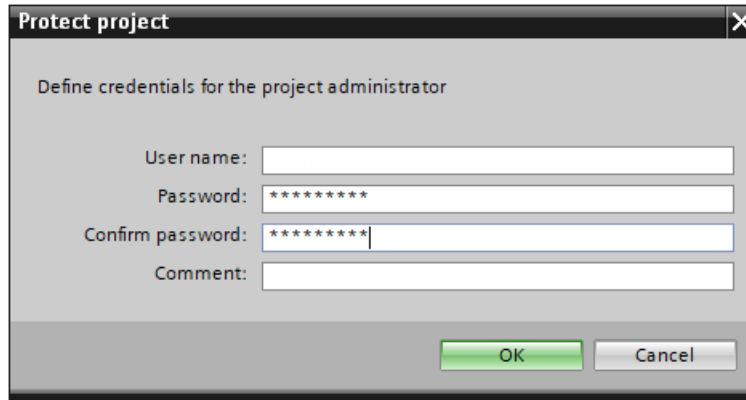 Protect project
Define credentials for the project administrator
User name:
Password: *********
Confirm password: *********
Comment:
OK Cancel